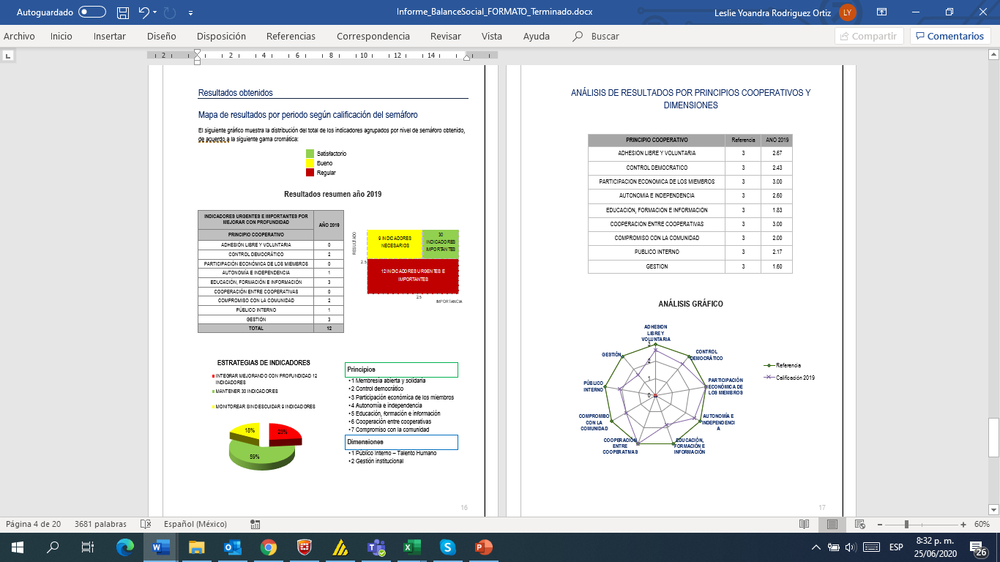 Autoguardado
Informe_BalanceSocial_FORMATO_Terminado.docx
Leslie Yoandra Rodriguez Ortiz
LY
Archivo Inicio Insertar Diseño Disposición Referencias Correspondencia Revisar Vista Ayuda Buscar
Compartir Comentarios
2 2 4 6 8 10 12 14
Resultados obtenidos
Mapa de resultados por periodo según calificación del semáforo
El siguiente gráfico muestra la distribución del total de los indicadores agrupados por nivel de semáforo obtenido,
de acuerdo a la siguiente gama cromática:
Satisfactorio
Bueno
Regular
Resultados resumen año 2019
INDICADORES URGENTES E IMPORTANTES POR
MEJORAR CON PROFUNDIDAD
AÑO 2019
PRINCIPIO COOPERATIVO
ADHESIÓN LIBRE Y VOLUNTARIA 0
CONTROL DEMOCRÁTICO 2
PARTICIPACIÓN ECONÓMICA DE LOS MIEMBROS 0
AUTONOMÍA E INDEPENDENCIA 1
EDUCACIÓN, FORMACIÓN E INFORMACIÓN 3
COOPERACIÓN ENTRE COOPERATIVAS 0
COMPROMISO CON LA COMUNIDAD 2
PÚBLICO INTERNO 1
GESTIÓN 3
TOTAL 12
RESULTADO
9 INDICADORES
NECESARIOS
30
INDICADORES
IMPORTANTES
2.5
12 INDICADORES URGENTES E
IMPORTANTES
IMPORTANCIA
ESTRATEGIAS DE INDICADORES
INTEGRAR MEJORANDO CON PROFUNDIDAD 12
INDICADORES
MANTENER 30 INDICADORES
MONITOREAR SIN DESCUIDAR 9 INDICADORES
18%
59%
Principios
• 1 Membresía abierta y solidaria
• 2 Control democrático
• 3 Participación económica de los miembros
• 4 Autonomía e independencia
• 5 Educación, formación e información
• 6 Cooperación entre cooperativas
• 7 Compromiso con la comunidad
Dimensiones
• 1 Público Interno – Talento Humano
• 2 Gestión institucional
16
ANÁLISIS DE RESULTADOS POR PRINCIPIOS COOPERATIVOS Y
DIMENSIONES
PRINCIPIO COOPERATIVO Referencia ANO 2019
ADHESION LIBRE Y VOLUNTARIA 3 2.67
CONTROL DEMOCRATICO 3 2.43
PARTICIPACION ECONOMICA DE LOS MIEMBROS 3 3.00
AUTONOMIA E INDEPENDENCIA 3 2.60
EDUCACION, FORMACION E INFORMACION 3 1.83
COOPERACION ENTRE COOPERATIVAS 3 3.00
COMPROMISO CON LA COMUNIDAD 3 2.00
PUBLICO INTERNO 3 2.17
GESTION 3 1.60
ANÁLISIS GRÁFICO
ADHESION
LIBRE Y
VOLUNTARIA
CONTROL
DEMOCRÁTICO
PARTICIPACIÓN
ECONÓMICA DE
LOS MIEMBROS
AUTONOMÍA E
INDEPENDENCI
A
EDUCACIÓN,
FORMACIÓN E
INFORMACIÓN
COOPERACIÓN
ENTRE
COOPERATIVAS
COMPROMISO
CON LA
COMUNIDAD
PÚBLICO
INTERNO
GESTIÓN
3
2
1
0
Referencia
Calificación 2019
17
Página 4 de 20 3681 palabras Español (México) 60%
ESP
8:32 p. m.
25/06/2020
26